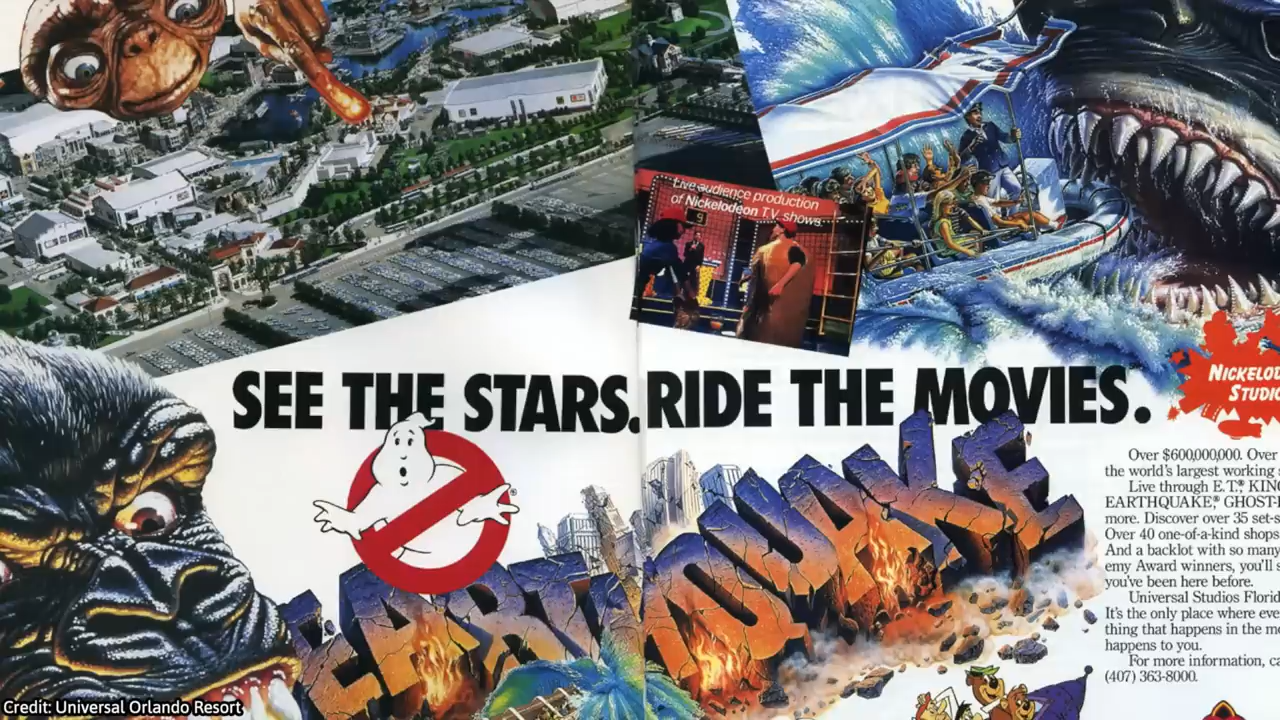 Live audience production
of Nickelodeon T.V. shows.
9
SEE THE STARS. RIDE THE MOVIES.
NICKELOD
STUDIO
EARTHQUAKE
Over $600,000,000. Over
the world's largest working
Live through E.T.,® KING
EARTHQUAKE,® GHOST
more. Discover over 35 set-s
Over 40 one-of-a-kind shops
And a backlot with so many
emy Award winners, you'll s
you've been here before.
Universal Studios Florid
It's the only place where eve
thing that happens in the m
happens to you.
For more information, ca
(407) 363-8000.
Credit: Universal Orlando Resort